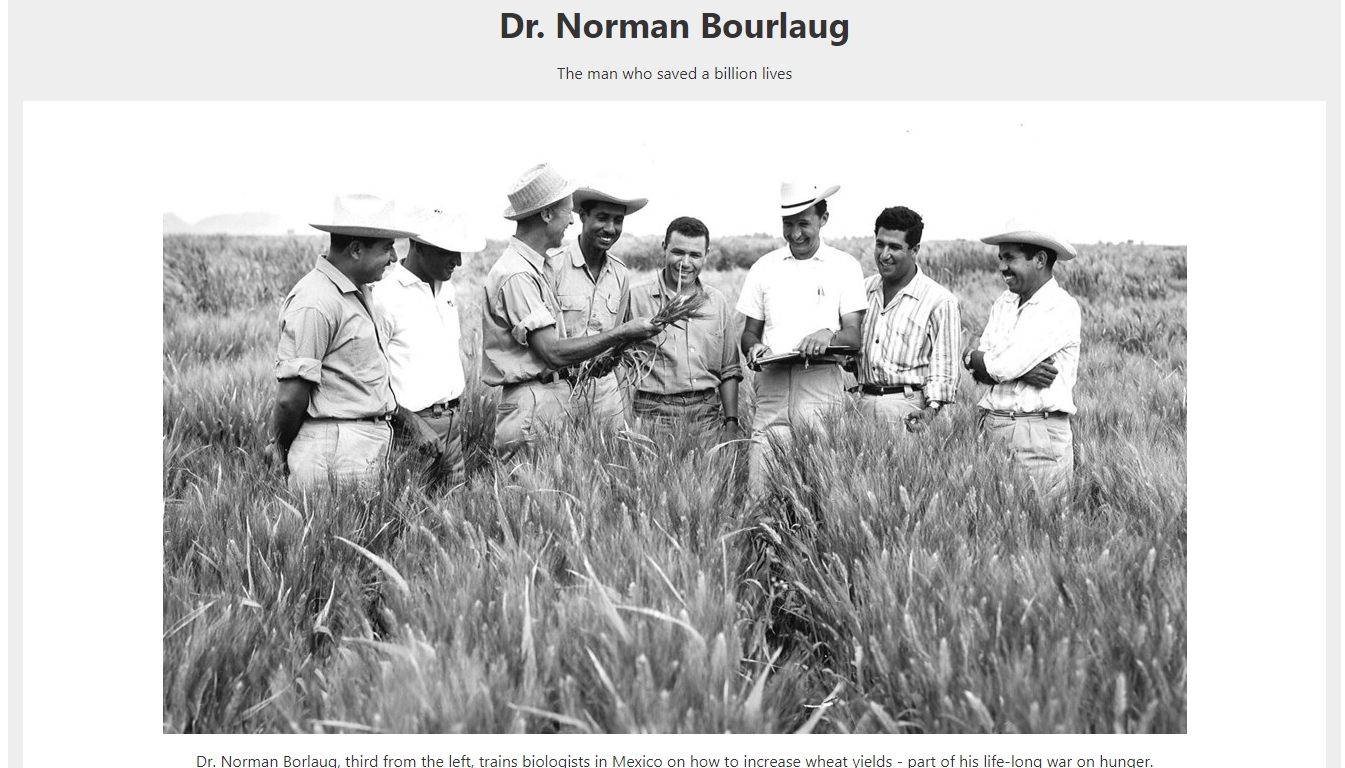 Dr. Norman Bourlaug
The man who saved a billion lives
Dr. Norman Borlaug, third from the left, trains biologists in Mexico on how to increase wheat yields - part of his life-long war on hunger.